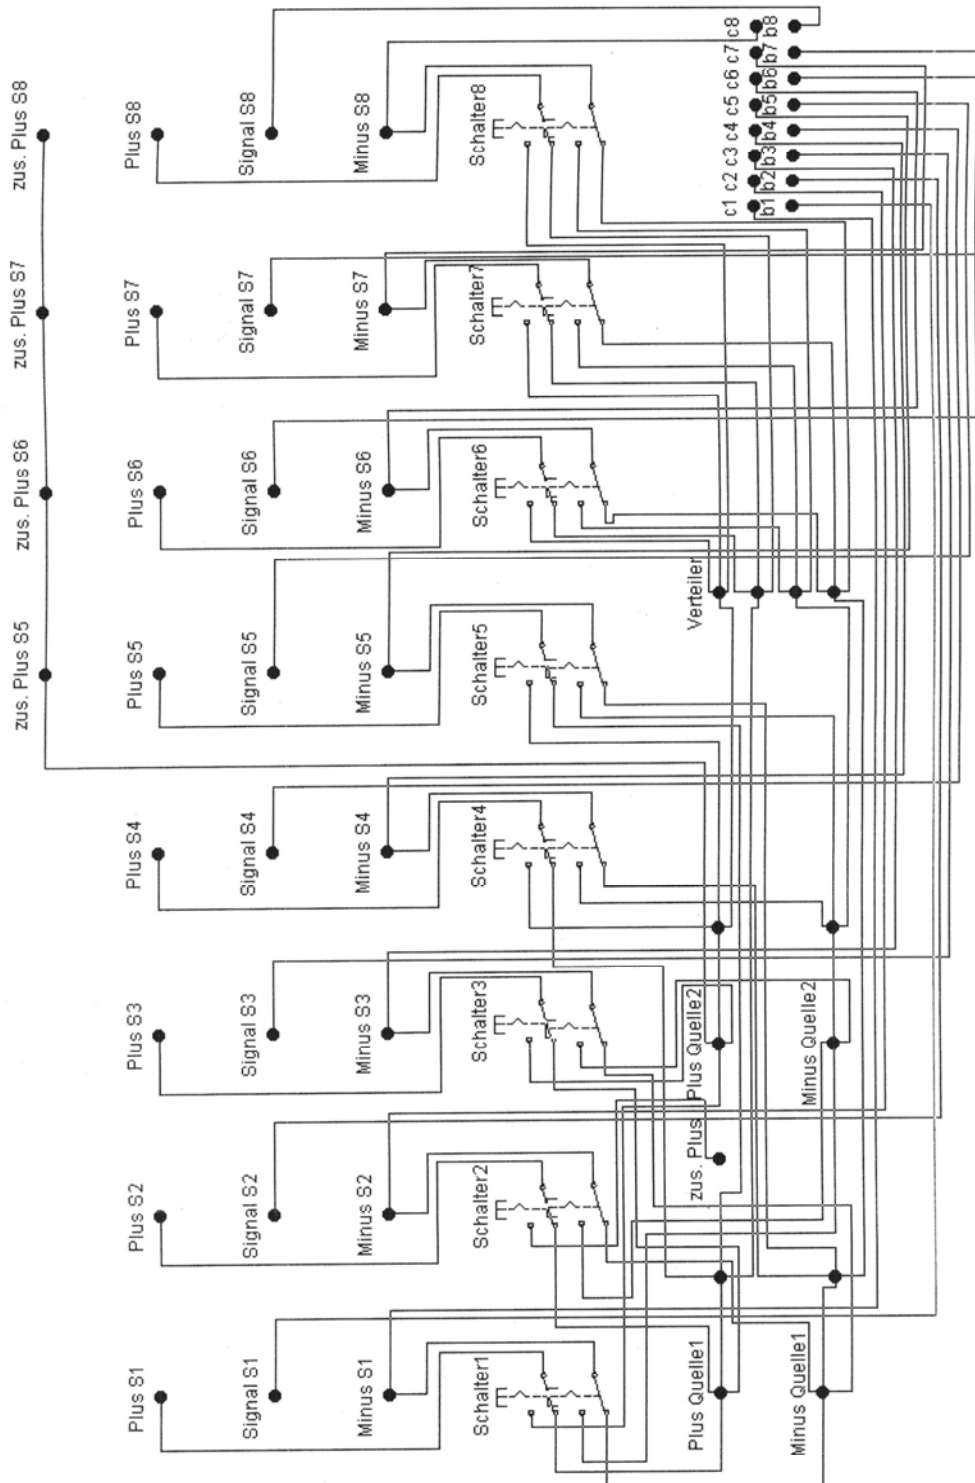 zus. Plus S5
zus. Plus S6
zus. Plus S7
zus. Plus S8
Plus S1
Plus S2
Plus S3
Plus S4
Plus S5
Plus S6
Plus S7
Plus S8
Signal S1
Signal S2
Signal S3
Signal S4
Signal S5
Signal S6
Signal S7
Signal S8
Minus S1
Minus S2
Minus S3
Minus S4
Minus S5
Minus S6
Minus S7
Minus S8
Schalter1
Schalter2
Schalter3
Schalter4
Schalter5
Schalter6
Schalter7
Schalter8
Plus Quelle1
zus. Plus
Plus Quelle2
Verteiler
c1 c2 c3 c4 c5 c6 c7 c8
b1 b2 b3 b4 b5 b6 b7 b8
Minus Quelle1
Minus Quelle2